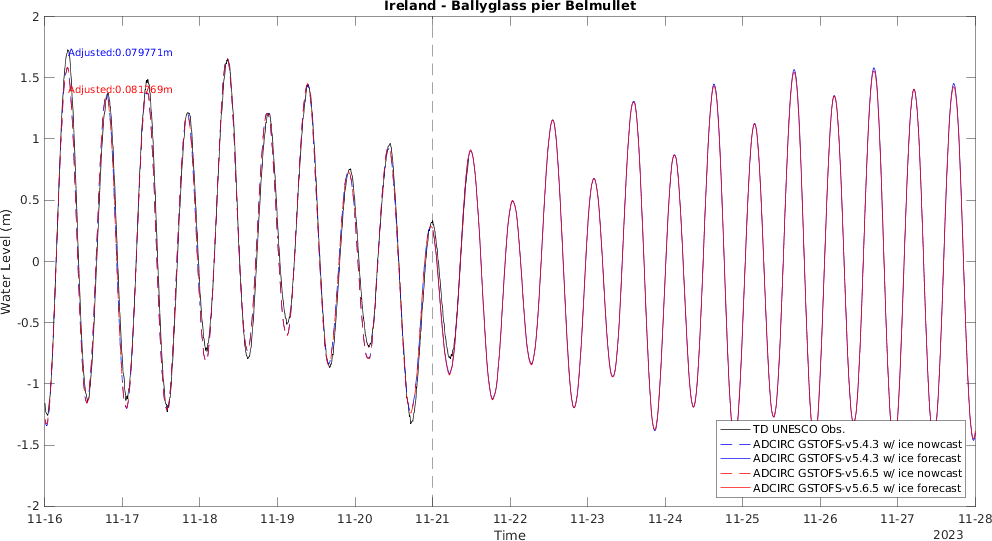 Ireland - Ballyglass pier Belmullet
2
1.5
1
0.5
0
-0.5
-1
-1.5
-2
Water Level (m)
Adjusted:0.079771m
Adjusted:0.081769m
TD UNESCO Obs.
ADCIRC GSTOFS-v5.4.3 w/ ice nowcast
ADCIRC GSTOFS-v5.4.3 w/ ice forecast
ADCIRC GSTOFS-v5.6.5 w/ ice nowcast
ADCIRC GSTOFS-v5.6.5 w/ ice forecast
11-16 11-17 11-18 11-19 11-20 11-21 11-22 11-23 11-24 11-25 11-26 11-27 11-28
Time
2023